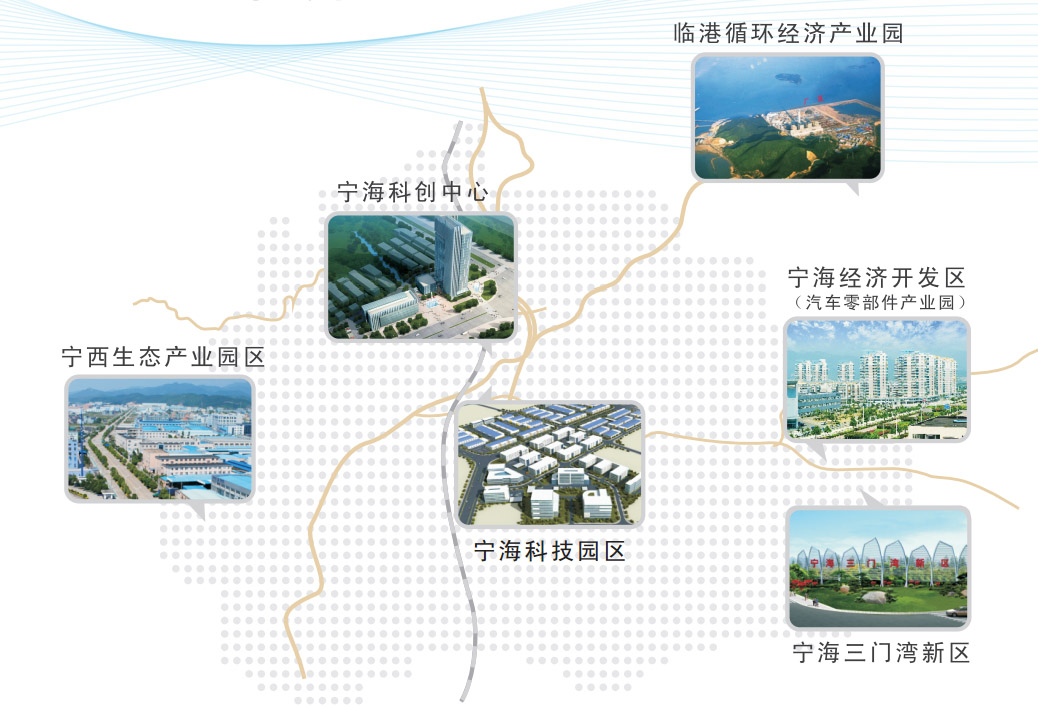 临港循环经济产业园
宁海科创中心
宁海经济开发区
（汽车零部件产业园）
宁西生态产业园区
宁海科技园区
宁海三门湾新区
宁海三门湾新区